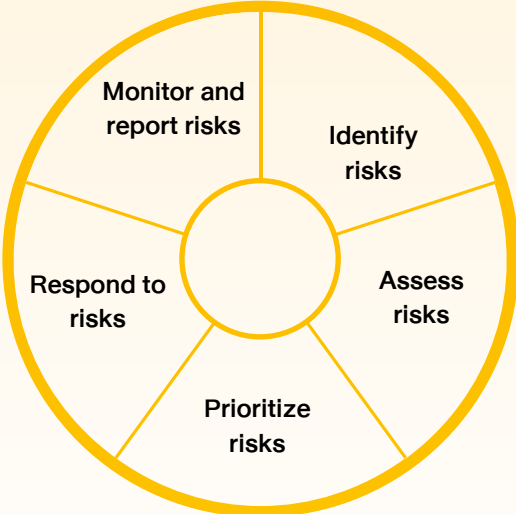 Monitor and
report risks
Identify
risks
Assess
risks
Prioritize
risks
Respond to
risks